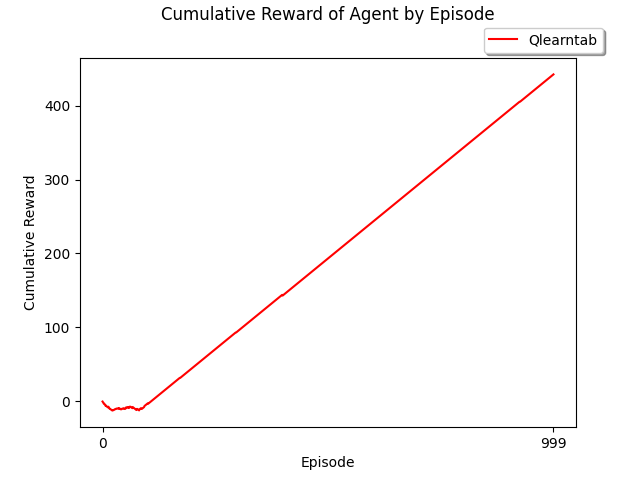 Cumulative Reward of Agent by Episode
Qlearntab
400
300
200
100
0
Cumulative Reward
0
999
Episode